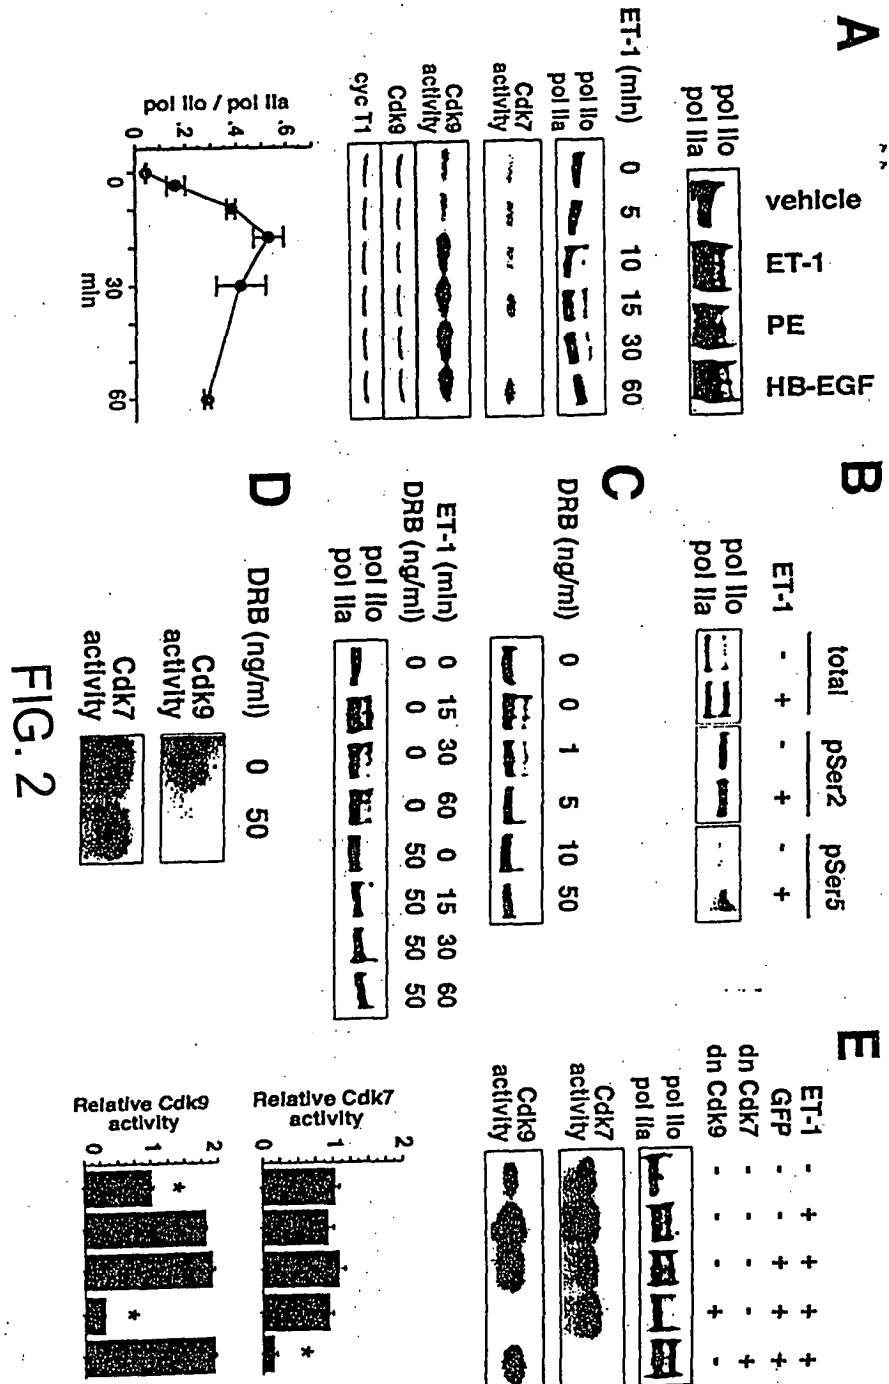 A
vehicle
ET-1
PE
HB-EGF
pol IIo
pol IIa
ET-1 (min) 0 5 10 15 30 60
pol IIo
pol IIa
Cdk7
activity
Cdk9
activity
Cdk9
cyc T1
pol IIo / pol IIa
.6
.4
.2
0
0 30 60
min
B
total pSer2 pSer5
ET-1 - + - + - +
pol IIo
pol IIa
C
DRB (ng/ml) 0 0 1 5 10 50
ET-1 (min) 0 15 30 60 0 15 30 60
DRB (ng/ml) 0 0 0 0 50 50 50 50
pol IIo
pol IIa
D
DRB (ng/ml) 0 50
Cdk9
activity
Cdk7
activity
E
ET-1 - + + + +
GFP - - + + +
dn Cdk7 - - - - +
dn Cdk9 - - - + -
pol IIo
pol IIa
Cdk7
activity
Cdk9
activity
Relative Cdk7
activity
2
1
0
*
Relative Cdk9
activity
2
1
0
* *
FIG. 2